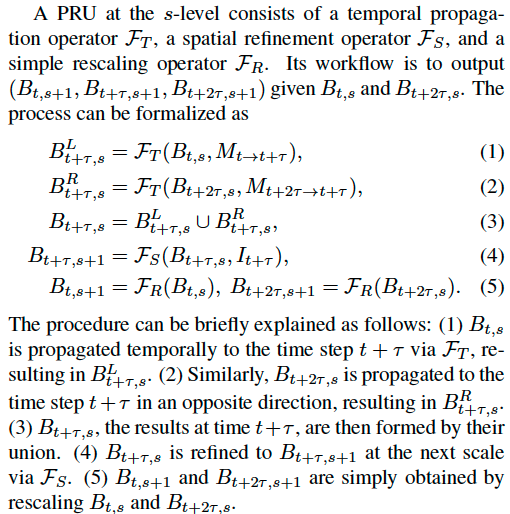 A PRU at the s-level consists of a temporal propaga-
tion operator $\mathcal{F}_T$, a spatial refinement operator $\mathcal{F}_S$, and a
simple rescaling operator $\mathcal{F}_R$. Its workflow is to output
$(B_{t,s+1}, B_{t+\tau,s+1}, B_{t+2\tau,s+1})$ given $B_{t,s}$ and $B_{t+2\tau,s}$. The
process can be formalized as
$B^L_{t+\tau,s} = \mathcal{F}_T(B_{t,s}, M_{t\to t+\tau}),$ (1)
$B^R_{t+\tau,s} = \mathcal{F}_T(B_{t+2\tau,s}, M_{t+2\tau\to t+\tau}),$ (2)
$B_{t+\tau,s} = B^L_{t+\tau,s} \cup B^R_{t+\tau,s},$ (3)
$B_{t+\tau,s+1} = \mathcal{F}_S(B_{t+\tau,s}, I_{t+\tau}),$ (4)
$B_{t,s+1} = \mathcal{F}_R(B_{t,s}),\ B_{t+2\tau,s+1} = \mathcal{F}_R(B_{t+2\tau,s}).$ (5)
The procedure can be briefly explained as follows: (1) $B_{t,s}$
is propagated temporally to the time step $t + \tau$ via $\mathcal{F}_T$, re-
sulting in $B^L_{t+\tau,s}$. (2) Similarly, $B_{t+2\tau,s}$ is propagated to the
time step $t+\tau$ in an opposite direction, resulting in $B^R_{t+\tau,s}$.
(3) $B_{t+\tau,s}$, the results at time $t+\tau$, are then formed by their
union. (4) $B_{t+\tau,s}$ is refined to $B_{t+\tau,s+1}$ at the next scale
via $\mathcal{F}_S$. (5) $B_{t,s+1}$ and $B_{t+2\tau,s+1}$ are simply obtained by
rescaling $B_{t,s}$ and $B_{t+2\tau,s}$.